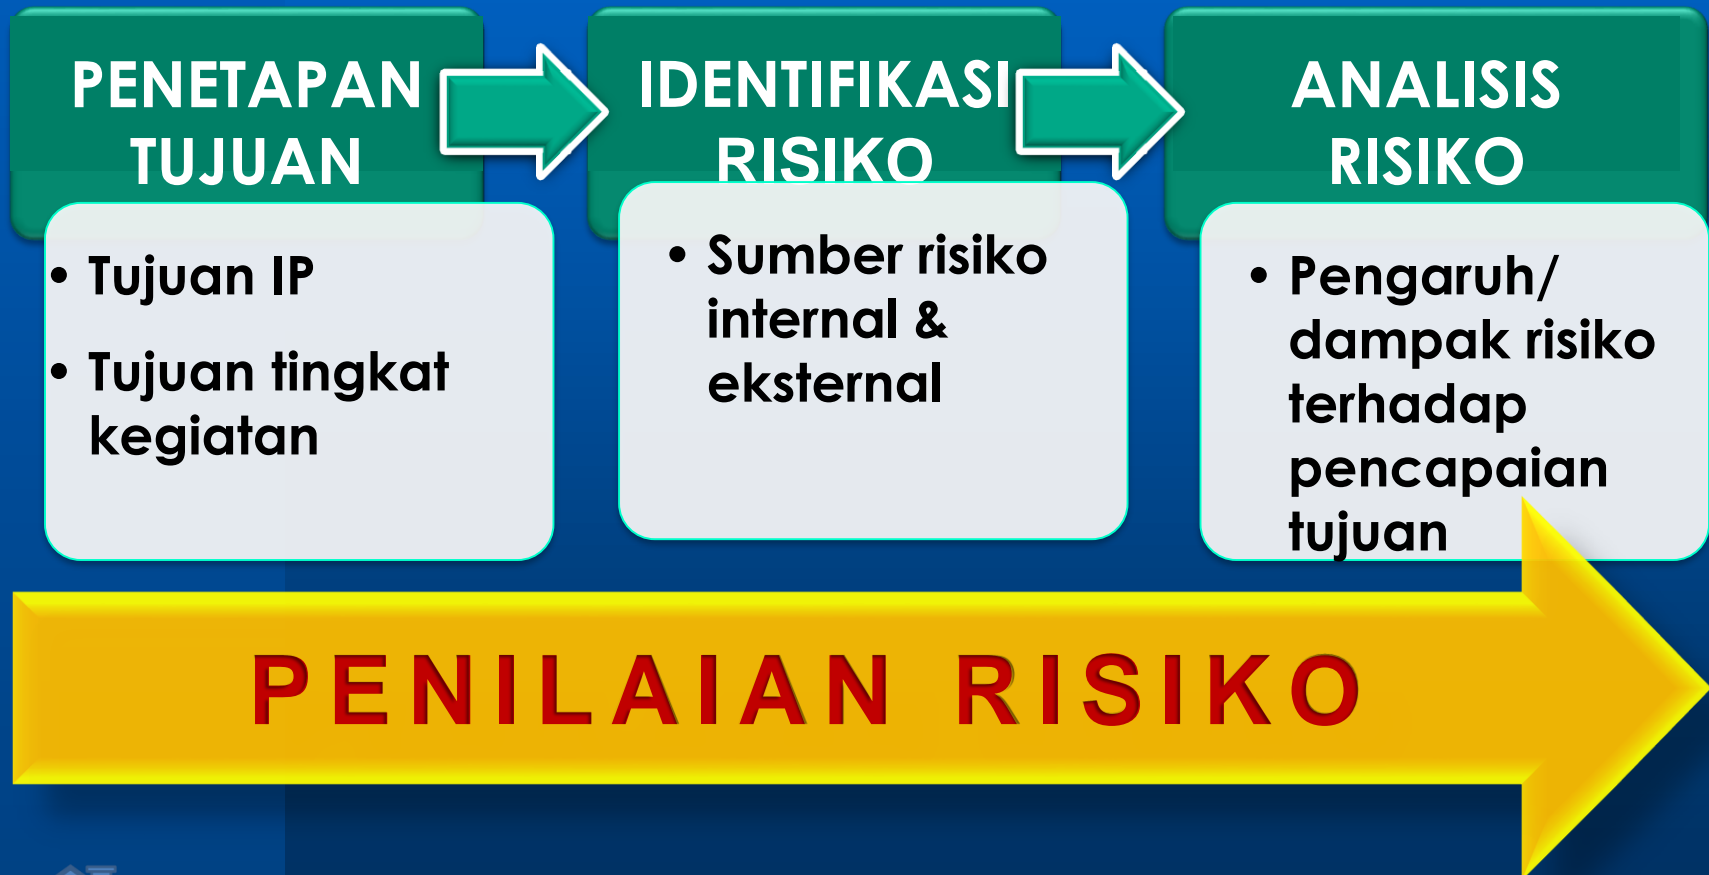 PENETAPAN
TUJUAN
• Tujuan IP
• Tujuan tingkat
kegiatan
IDENTIFIKASI
RISIKO
• Sumber risiko
internal &
eksternal
ANALISIS
RISIKO
• Pengaruh/
dampak risiko
terhadap
pencapaian
tujuan
PENILAIAN RISIKO